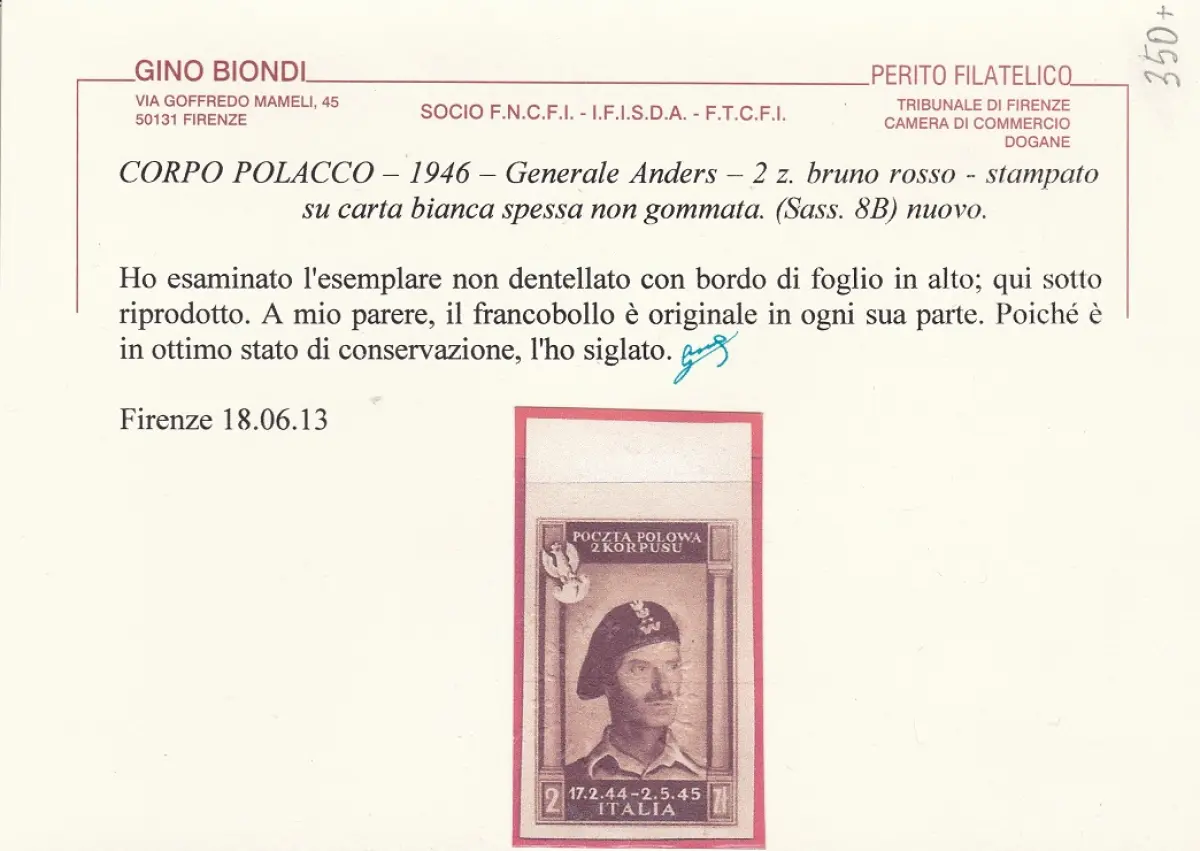 350+
GINO BIONDI
PERITO FILATELICO
VIA GOFFREDO MAMELI, 45
50131 FIRENZE
SOCIO F.N.C.F.I. - I.F.I.S.D.A. - F.T.C.F.I.
TRIBUNALE DI FIRENZE
CAMERA DI COMMERCIO
DOGANE
CORPO POLACCO – 1946 – Generale Anders – 2 z. bruno rosso - stampato
su carta bianca spessa non gommata. (Sass. 8B) nuovo.
Ho esaminato l'esemplare non dentellato con bordo di foglio in alto; qui sotto
riprodotto. A mio parere, il francobollo è originale in ogni sua parte. Poiché è
in ottimo stato di conservazione, l'ho siglato.
Firenze 18.06.13
POCZTA POLOWA
2 KORPUSU
2 17.2.44-2.5.45 zł
ITALIA